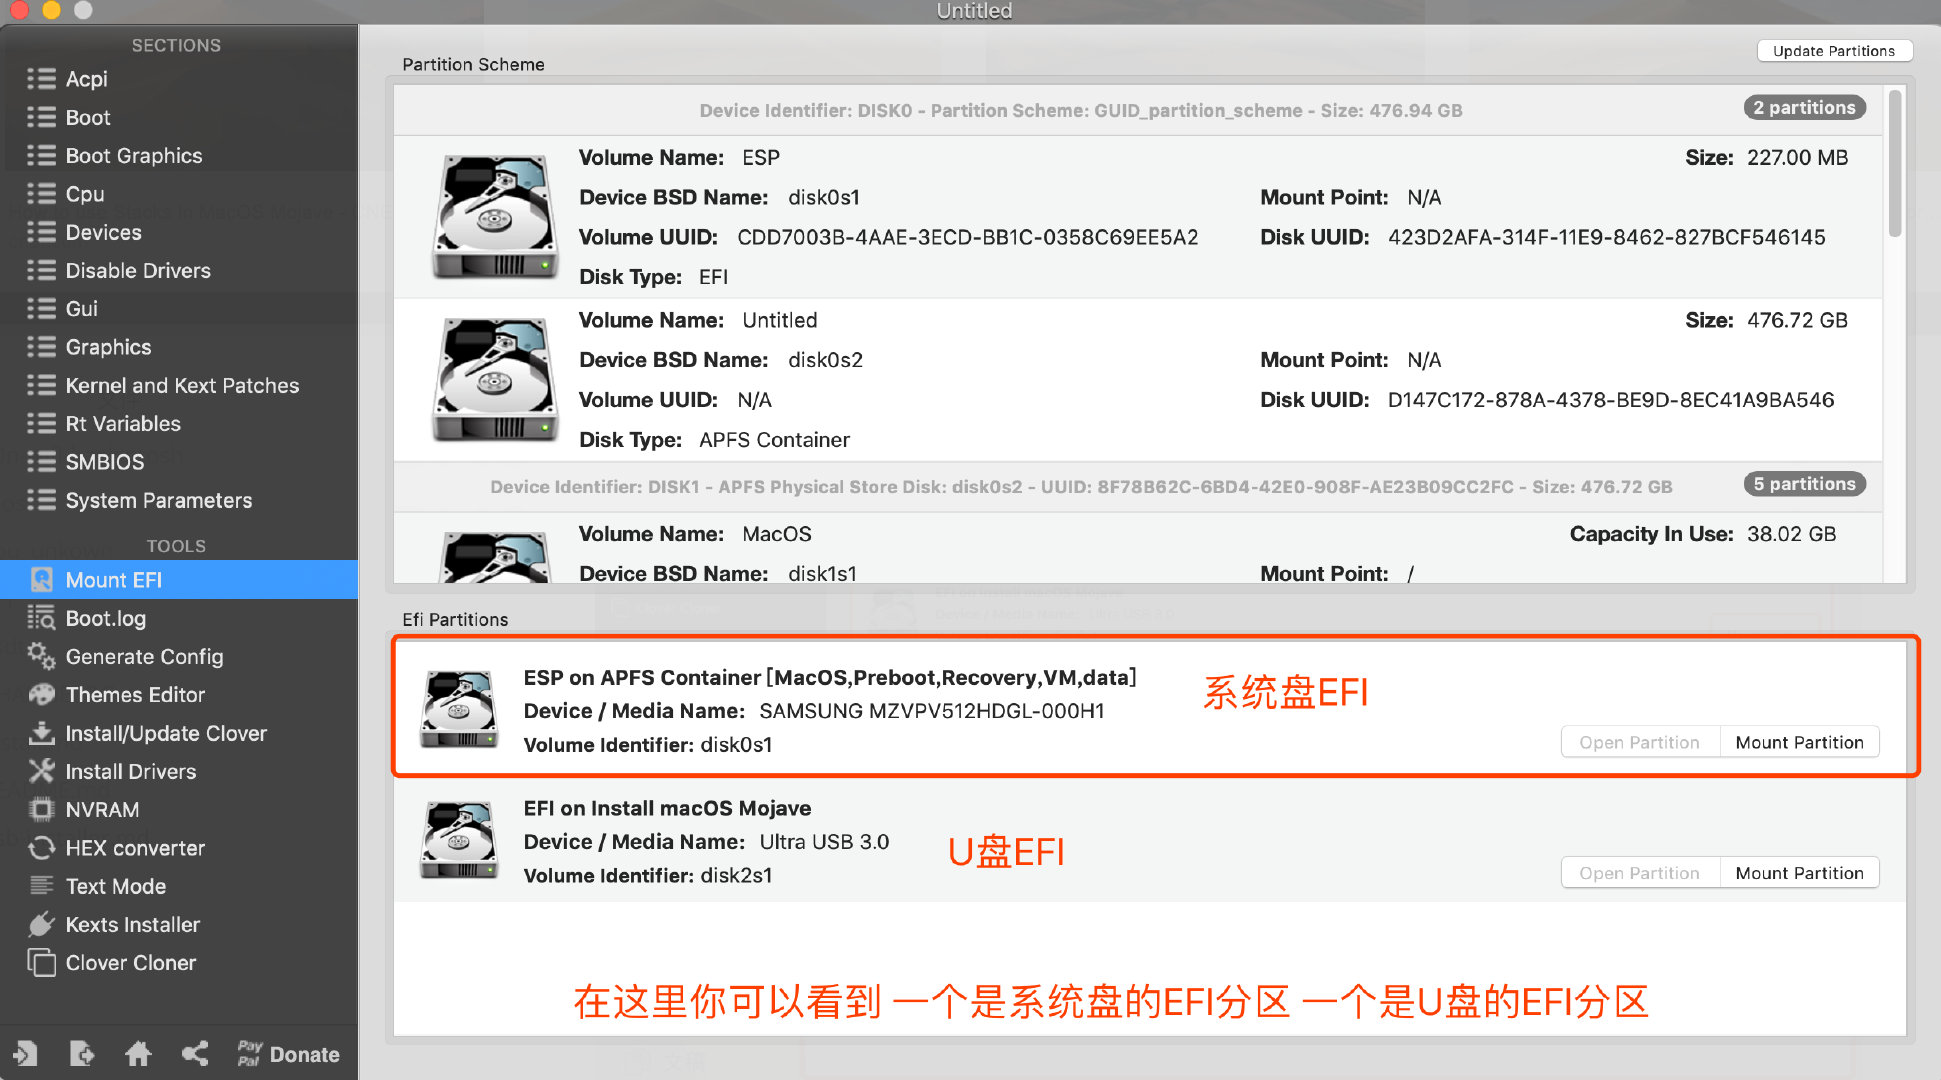 Untitled
SECTIONS
Acpi
Boot
Boot Graphics
Cpu
Devices
Disable Drivers
Gui
Graphics
Kernel and Kext Patches
Rt Variables
SMBIOS
System Parameters
TOOLS
Mount EFI
Boot.log
Generate Config
Themes Editor
Install/Update Clover
Install Drivers
NVRAM
HEX converter
Text Mode
Kexts Installer
Clover Cloner
PayPal Donate
Partition Scheme
Update Partitions
Device Identifier: DISK0 - Partition Scheme: GUID_partition_scheme - Size: 476.94 GB
2 partitions
Volume Name: ESP Size: 227.00 MB
Device BSD Name: disk0s1 Mount Point: N/A
Volume UUID: CDD7003B-4AAE-3ECD-BB1C-0358C69EE5A2 Disk UUID: 423D2AFA-314F-11E9-8462-827BCF546145
Disk Type: EFI
Volume Name: Untitled Size: 476.72 GB
Device BSD Name: disk0s2 Mount Point: N/A
Volume UUID: N/A Disk UUID: D147C172-878A-4378-BE9D-8EC41A9BA546
Disk Type: APFS Container
Device Identifier: DISK1 - APFS Physical Store Disk: disk0s2 - UUID: 8F78B62C-6BD4-42E0-908F-AE23B09CC2FC - Size: 476.72 GB
5 partitions
Volume Name: MacOS Capacity In Use: 38.02 GB
Device BSD Name: disk1s1 Mount Point: /
Efi Partitions
ESP on APFS Container [MacOS,Preboot,Recovery,VM,data]
Device / Media Name: SAMSUNG MZVPV512HDGL-000H1
Volume Identifier: disk0s1
系统盘EFI
Open Partition Mount Partition
EFI on Install macOS Mojave
Device / Media Name: Ultra USB 3.0
Volume Identifier: disk2s1
U盘EFI
Open Partition Mount Partition
在这里你可以看到 一个是系统盘的EFI分区 一个是U盘的EFI分区